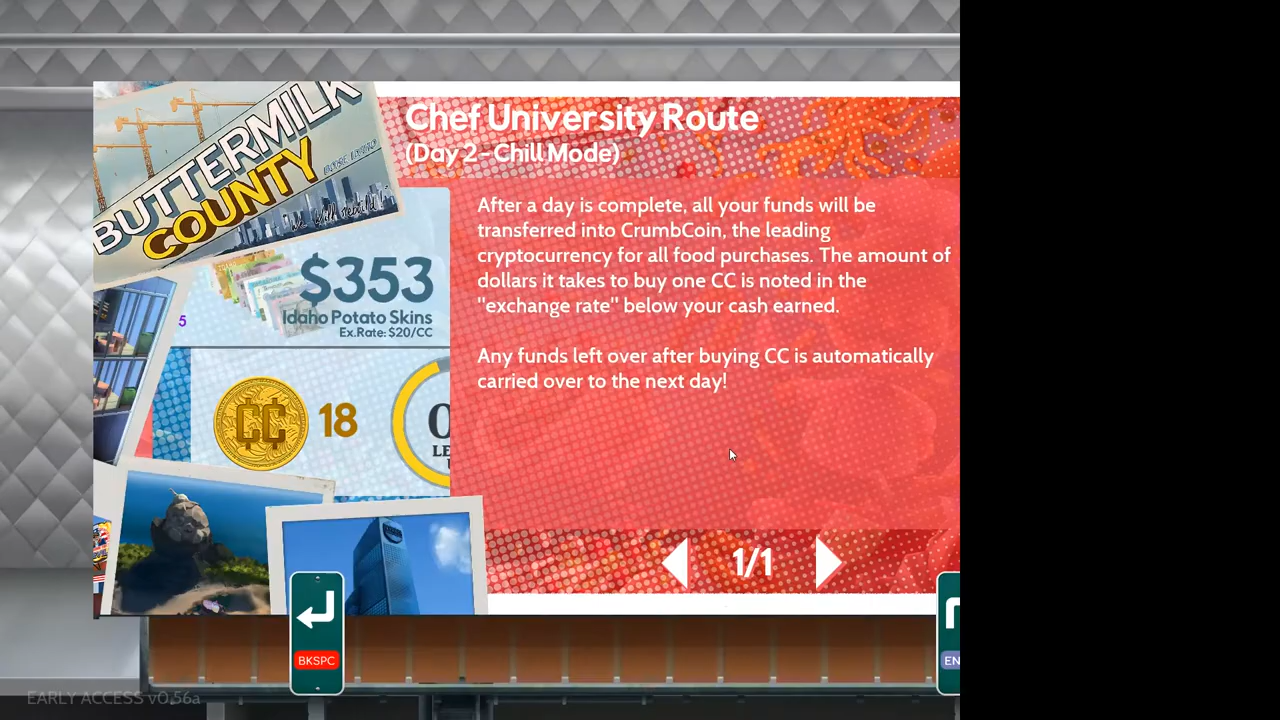 BUTTERMILK
COUNTY
Chef University Route
(Day 2 - Chill Mode)
After a day is complete, all your funds will be
transferred into CrumbCoin, the leading
cryptocurrency for all food purchases. The amount of
dollars it takes to buy one CC is noted in the
"exchange rate" below your cash earned.
Any funds left over after buying CC is automatically
carried over to the next day!
$353
Idaho Potato Skins
Ex.Rate: $20/CC
5
CC
18
0
LE
1/1
BKSPC
EN
EARLY ACCESS v0.56a